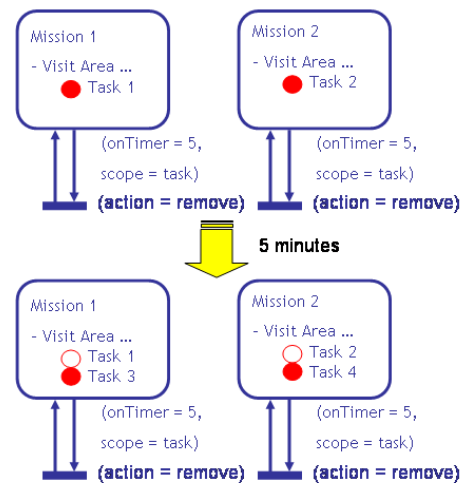 Mission 1
- Visit Area ...
Task 1
(onTimer = 5,
scope = task)
(action = remove)
Mission 2
- Visit Area ...
Task 2
(onTimer = 5,
scope = task)
(action = remove)
5 minutes
Mission 1
- Visit Area ...
Task 1
Task 3
(onTimer = 5,
scope = task)
(action = remove)
Mission 2
- Visit Area ...
Task 2
Task 4
(onTimer = 5,
scope = task)
(action = remove)